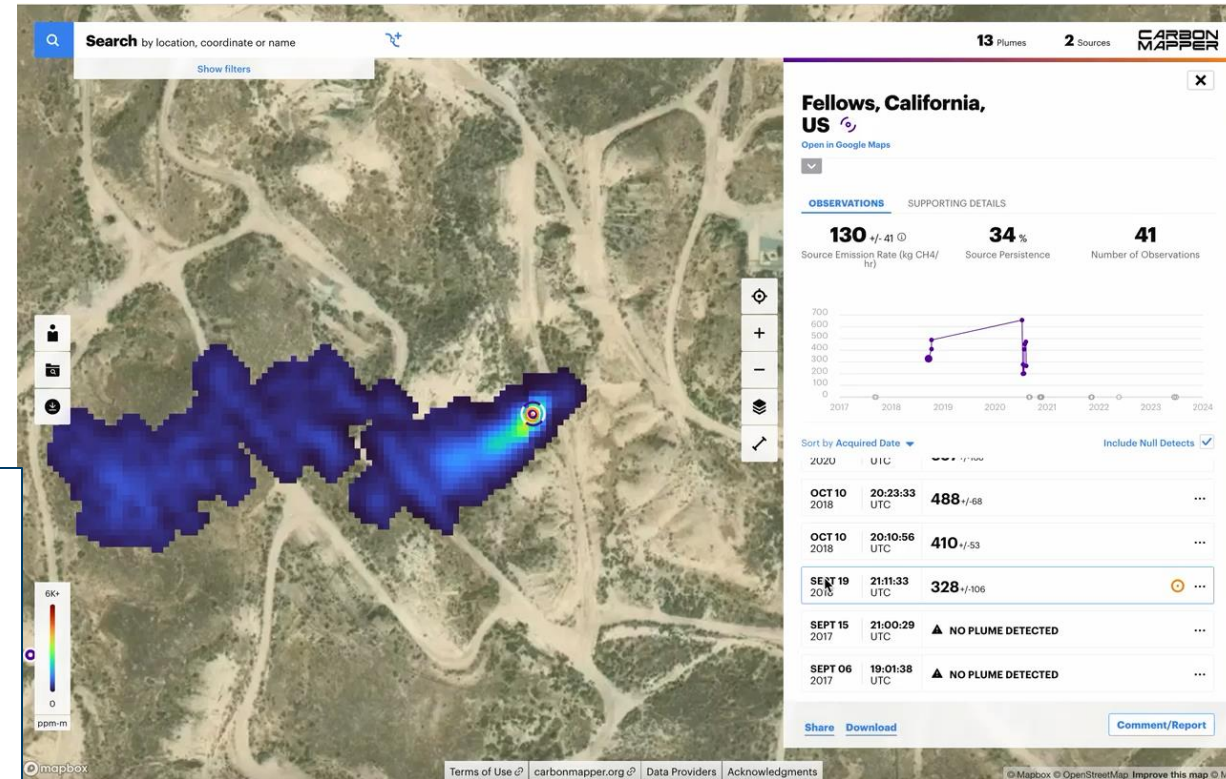 Search by location, coordinate or name
Show filters
13 Plumes
2 Sources
CARBON
MAPPER
Fellows, California,
US
Open in Google Maps
OBSERVATIONS
SUPPORTING DETAILS
130 +/- 41
Source Emission Rate (kg CH4/
hr)
34 %
Source Persistence
41
Number of Observations
700
600
500
400
300
200
100
0
2017 2018 2019 2020 2021 2022 2023 2024
Sort by Acquired Date
Include Null Detects
2020 UTC
OCT 10 20:23:33 488+/-68 ...
2018 UTC
OCT 10 20:10:56 410+/-53 ...
2018 UTC
SEPT 19 21:11:33 328+/-106 ...
2018 UTC
SEPT 15 21:00:29 NO PLUME DETECTED ...
2017 UTC
SEPT 06 19:01:38 NO PLUME DETECTED ...
2017 UTC
Share Download
Comment/Report
6K+
0
ppm-m
mapbox
Terms of Use
carbonmapper.org
Data Providers
Acknowledgments
© Mapbox © OpenStreetMap Improve this map © M